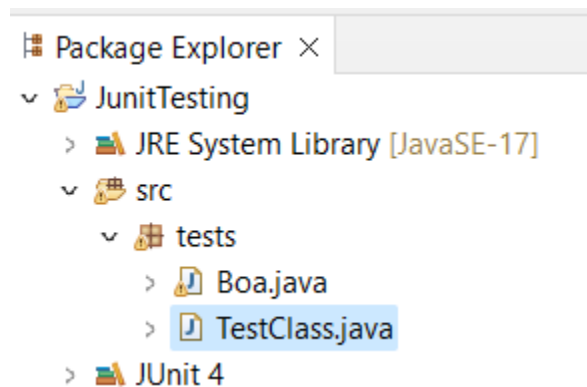 Package Explorer ×
JunitTesting
JRE System Library [JavaSE-17]
src
tests
Boa.java
TestClass.java
JUnit 4